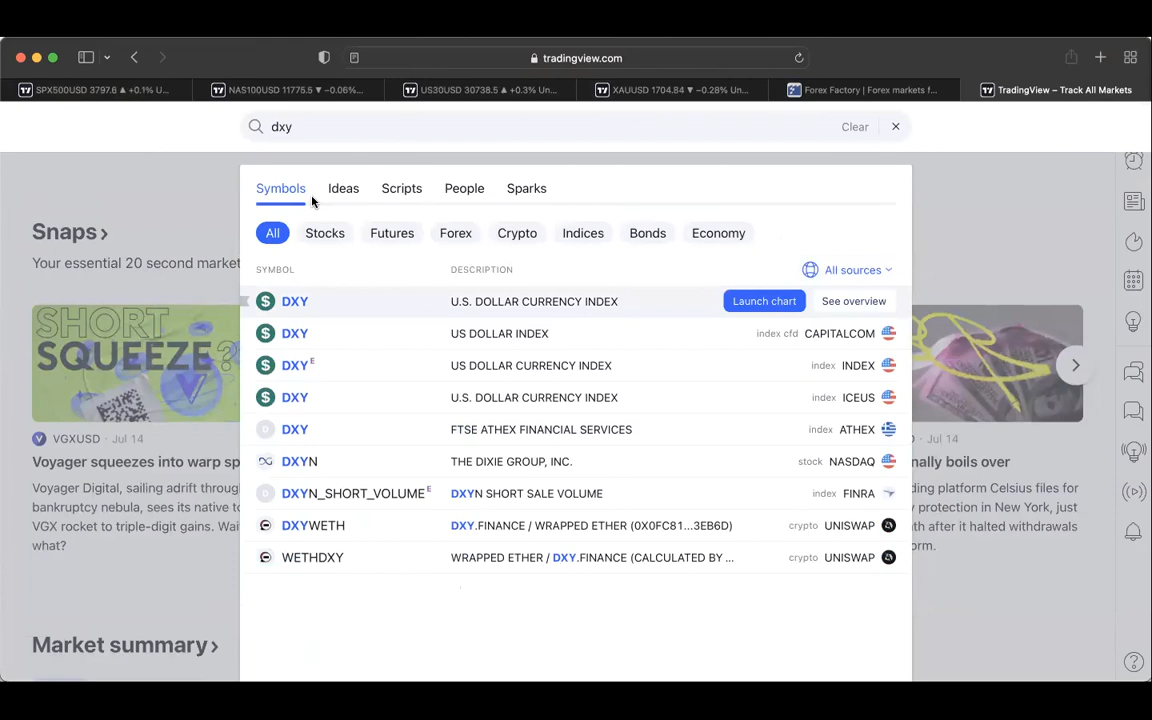 tradingview.com
SPX500USD 3797.6 ▲ +0.1% U...
NAS100USD 11775.5 ▼ −0.06%...
US30USD 30738.5 ▲ +0.3% Un...
XAUUSD 1704.84 ▼ −0.28% Un...
Forex Factory | Forex markets f...
TradingView – Track All Markets
dxy
Clear
Symbols
Ideas
Scripts
People
Sparks
All
Stocks
Futures
Forex
Crypto
Indices
Bonds
Economy
SYMBOL
DESCRIPTION
All sources
DXY
U.S. DOLLAR CURRENCY INDEX
Launch chart
See overview
DXY
US DOLLAR INDEX
index cfd CAPITALCOM
DXY E
US DOLLAR CURRENCY INDEX
index INDEX
DXY
U.S. DOLLAR CURRENCY INDEX
index ICEUS
DXY
FTSE ATHEX FINANCIAL SERVICES
index ATHEX
DXYN
THE DIXIE GROUP, INC.
stock NASDAQ
DXYN_SHORT_VOLUME E
DXYN SHORT SALE VOLUME
index FINRA
DXYWETH
DXY.FINANCE / WRAPPED ETHER (0X0FC81...3EB6D)
crypto UNISWAP
WETHDXY
WRAPPED ETHER / DXY.FINANCE (CALCULATED BY ...
crypto UNISWAP
Snaps
Your essential 20 second market
SHORT
SQUEEZE?
VGXUSD · Jul 14
Voyager squeezes into warp sp
Voyager Digital, sailing adrift through
bankruptcy nebula, sees its native to
VGX rocket to triple-digit gains. Wai
what?
· Jul 14
nally boils over
ding platform Celsius files for
protection in New York, just
th after it halted withdrawals
orm.
Market summary